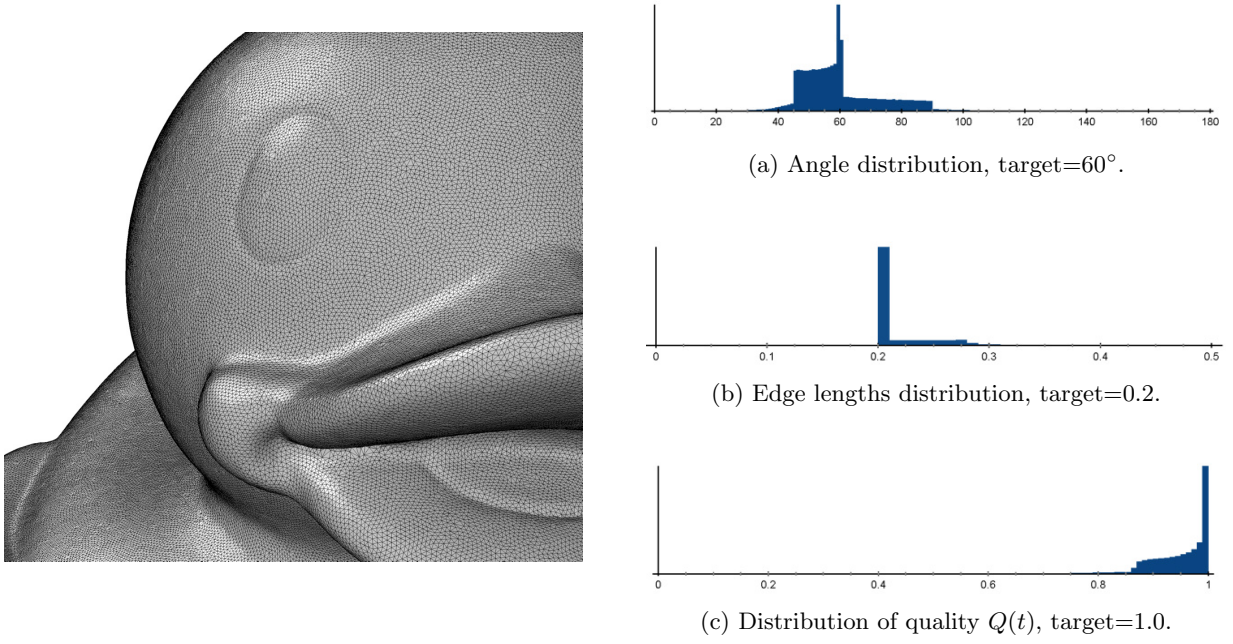 0 20 40 60 80 100 120 140 160 180
(a) Angle distribution, target=60°.
0 0.1 0.2 0.3 0.4 0.5
(b) Edge lengths distribution, target=0.2.
0 0.2 0.4 0.6 0.8 1
(c) Distribution of quality Q(t), target=1.0.